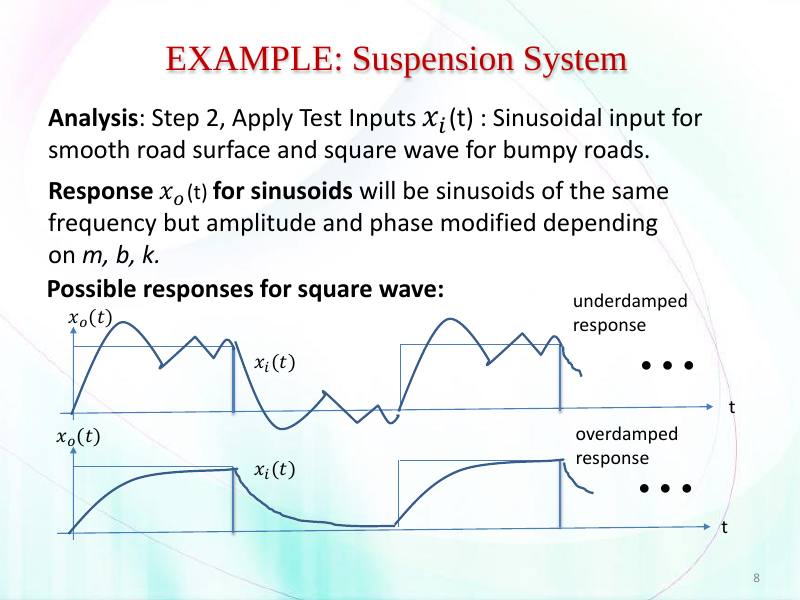 EXAMPLE: Suspension System
Analysis: Step 2, Apply Test Inputs xᵢ(t) : Sinusoidal input for
smooth road surface and square wave for bumpy roads.
Response xₒ(t) for sinusoids will be sinusoids of the same
frequency but amplitude and phase modified depending
on m, b, k.
Possible responses for square wave:
underdamped
response
xₒ(t)
xᵢ(t)
t
overdamped
response
xₒ(t)
xᵢ(t)
t
8